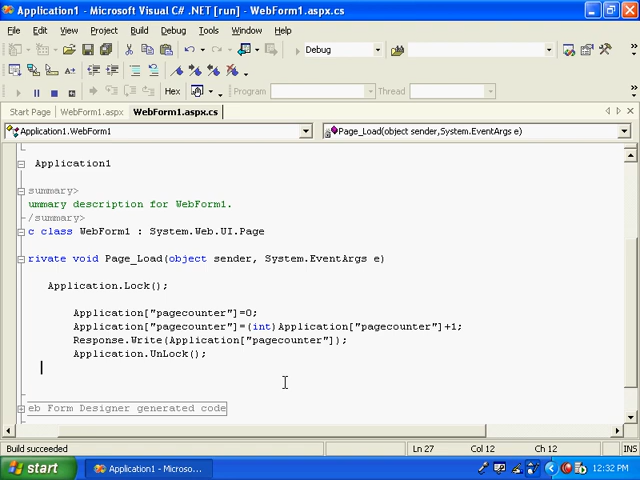 Application1 - Microsoft Visual C# .NET [run] - WebForm1.aspx.cs
File Edit View Project Build Debug Tools Window Help
Debug
Hex Program Thread
Start Page WebForm1.aspx WebForm1.aspx.cs
Application1.WebForm1 Page_Load(object sender,System.EventArgs e)
Application1
summary>
ummary description for WebForm1.
/summary>
c class WebForm1 : System.Web.UI.Page
rivate void Page_Load(object sender, System.EventArgs e)
Application.Lock();
Application["pagecounter"]=0;
Application["pagecounter"]=(int)Application["pagecounter"]+1;
Response.Write(Application["pagecounter"]);
Application.UnLock();
eb Form Designer generated code
Build succeeded Ln 27 Col 12 Ch 12 INS
start Application1 - Microso... 12:32 PM